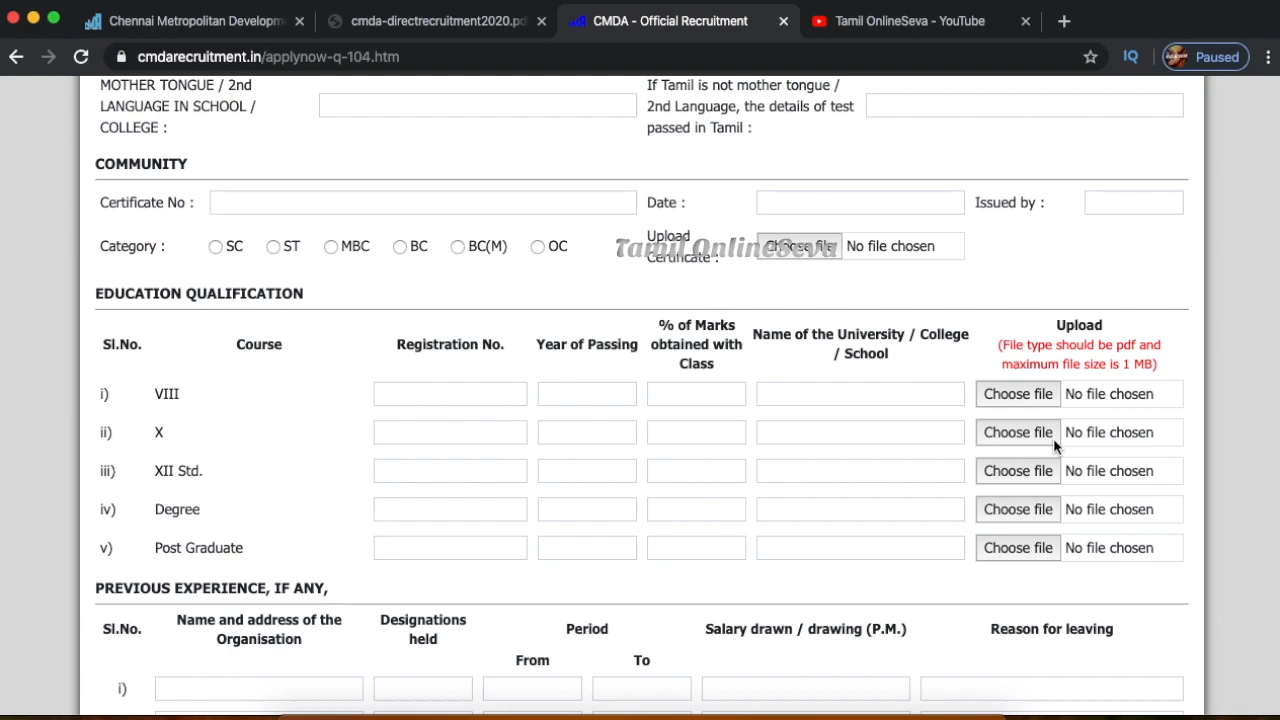 Chennai Metropolitan Developm
cmda-directrecruitment2020.pd
CMDA - Official Recruitment
Tamil OnlineSeva - YouTube
cmdarecruitment.in/applynow-q-104.htm
IQ
Paused
MOTHER TONGUE / 2nd
LANGUAGE IN SCHOOL /
COLLEGE :
If Tamil is not mother tongue /
2nd Language, the details of test
passed in Tamil :
COMMUNITY
Certificate No :
Date :
Issued by :
Category :
SC
ST
MBC
BC
BC(M)
OC
Upload
Certificate :
Choose file
No file chosen
Tamil OnlineSeva
EDUCATION QUALIFICATION
Sl.No.
Course
Registration No.
Year of Passing
% of Marks
obtained with
Class
Name of the University / College
/ School
Upload
(File type should be pdf and
maximum file size is 1 MB)
i) VIII Choose file No file chosen
ii) X Choose file No file chosen
iii) XII Std. Choose file No file chosen
iv) Degree Choose file No file chosen
v) Post Graduate Choose file No file chosen
PREVIOUS EXPERIENCE, IF ANY,
Sl.No.
Name and address of the
Organisation
Designations
held
Period
Salary drawn / drawing (P.M.)
Reason for leaving
From
To
i)